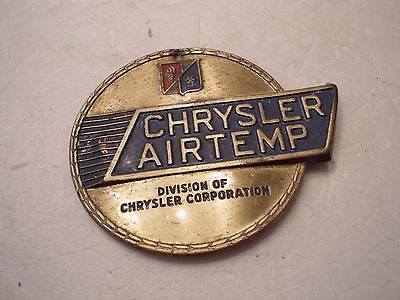 CHRYSLER
AIRTEMP
DIVISION OF
CHRYSLER CORPORATION